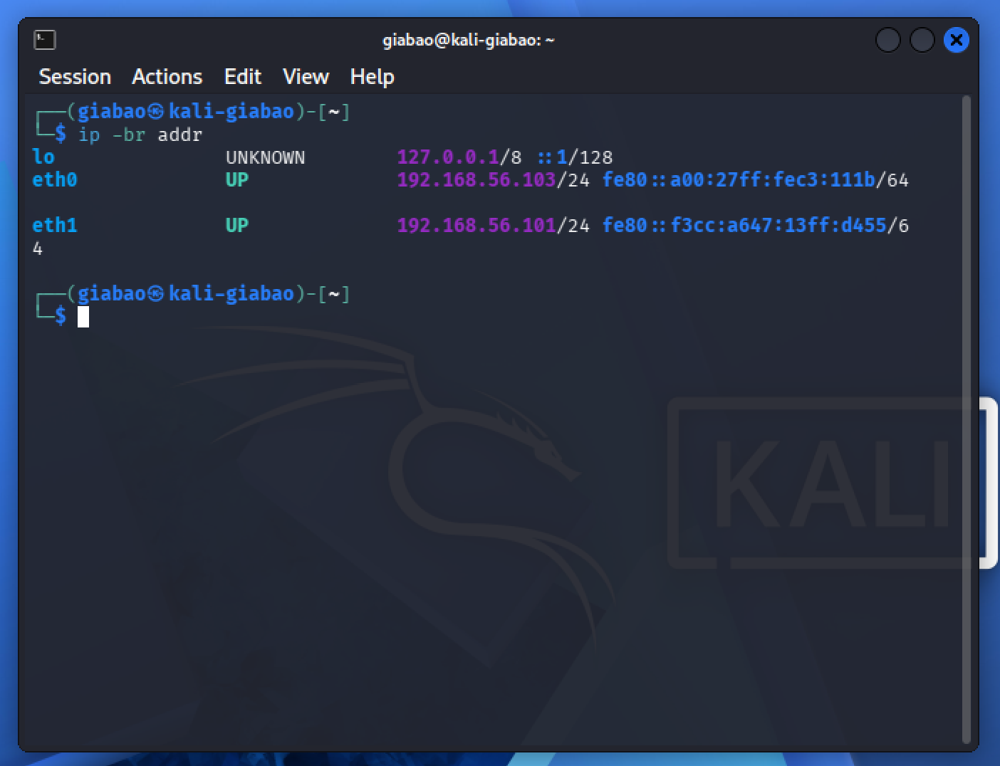 giabao@kali-giabao: ~
Session Actions Edit View Help
┌──(giabao㉿kali-giabao)-[~]
└─$ ip -br addr
lo UNKNOWN 127.0.0.1/8 ::1/128
eth0 UP 192.168.56.103/24 fe80::a00:27ff:fec3:111b/64
eth1 UP 192.168.56.101/24 fe80::f3cc:a647:13ff:d455/6
4
┌──(giabao㉿kali-giabao)-[~]
└─$
KALI